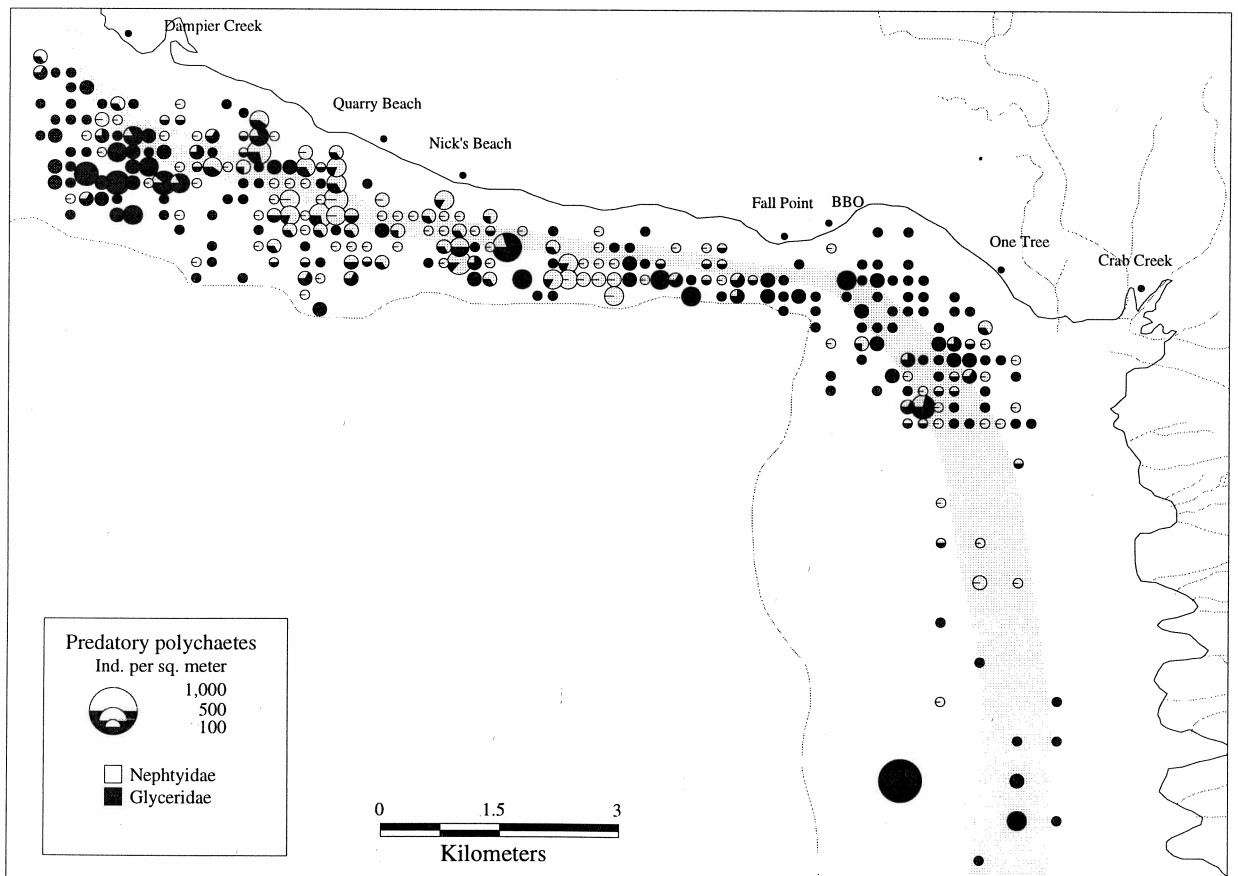 Dampier Creek
Quarry Beach
Nick's Beach
Fall Point
BBO
One Tree
Crab Creek
Predatory polychaetes
Ind. per sq. meter
1,000
500
100
Nephtyidae
Glyceridae
0 1.5 3
Kilometers